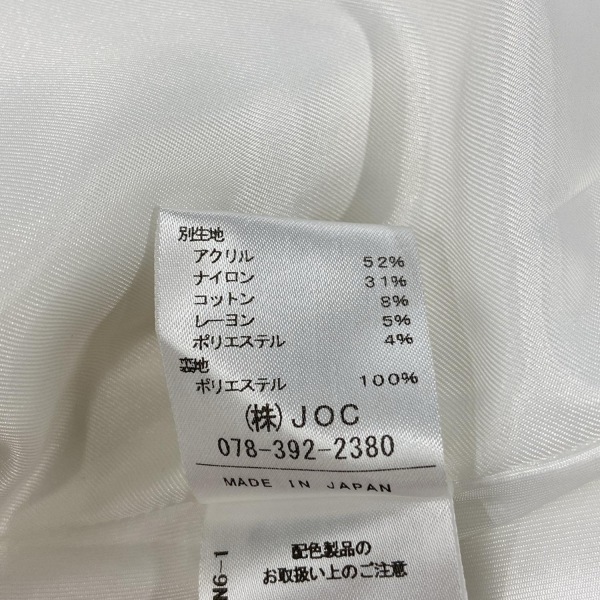 別生地
アクリル 52%
ナイロン 31%
コットン 8%
レーヨン 5%
ポリエステル 4%
裏地
ポリエステル 100%
(株)JOC
078-392-2380
MADE IN JAPAN
配色製品の
お取扱い上のご注意
N6-1